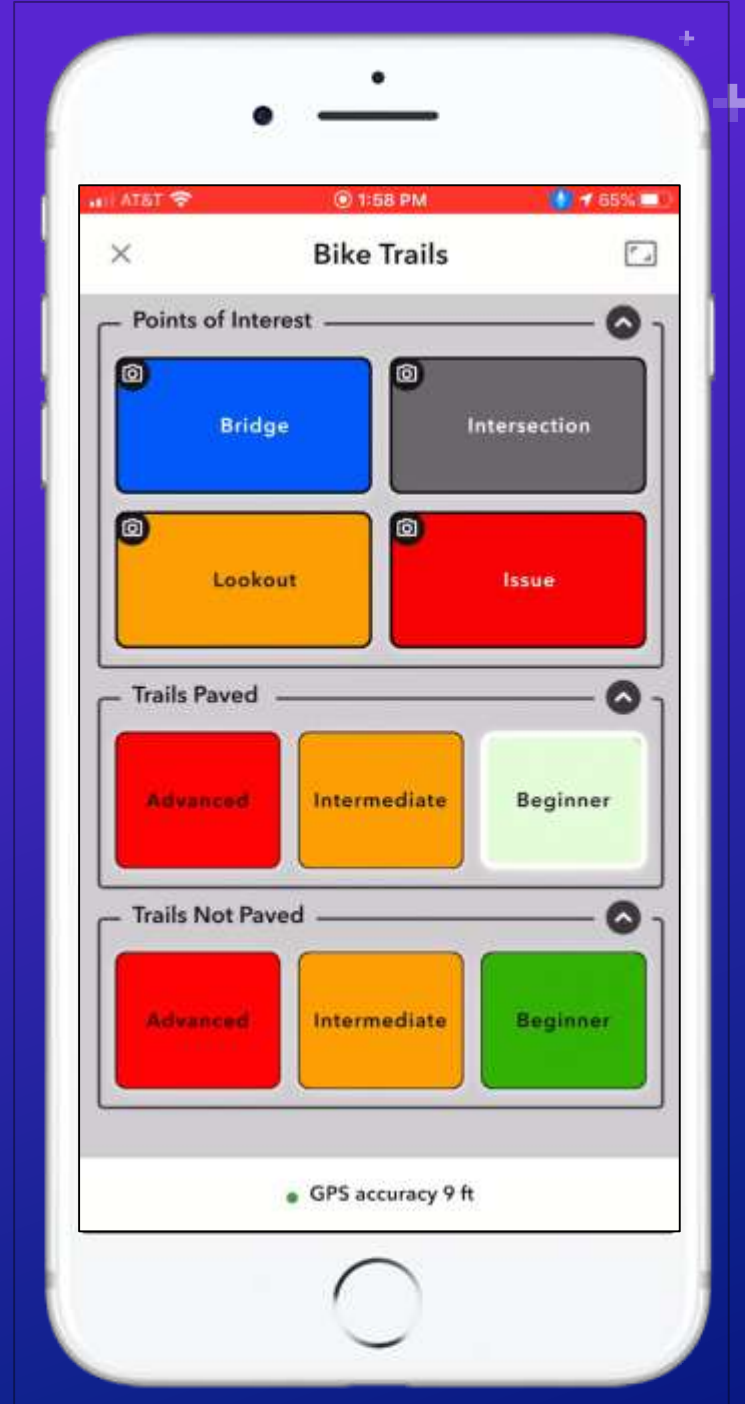 AT&T 1:58 PM 65%
Bike Trails
Points of Interest
Bridge Intersection
Lookout Issue
Trails Paved
Advanced Intermediate Beginner
Trails Not Paved
Advanced Intermediate Beginner
GPS accuracy 9 ft